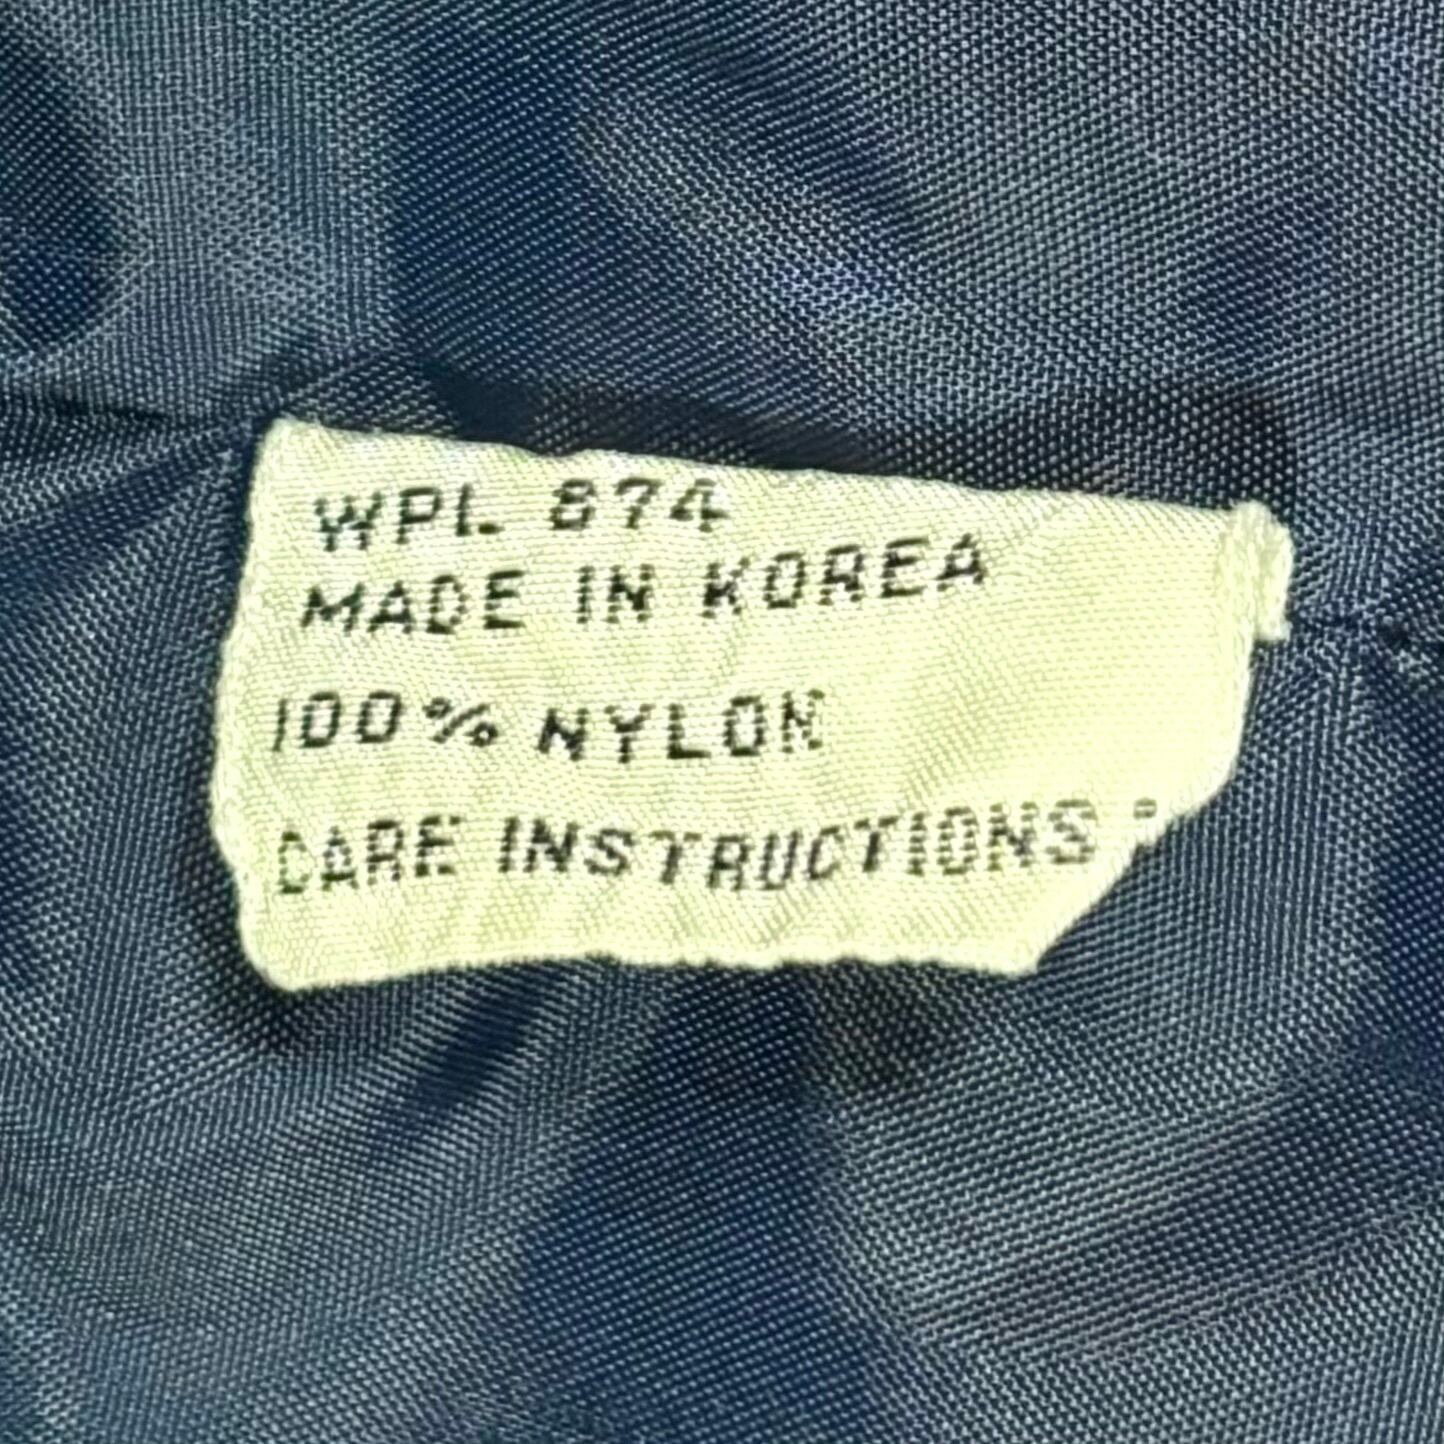 WPL 874
MADE IN KOREA
100% NYLON
CARE INSTRUCTIONS :